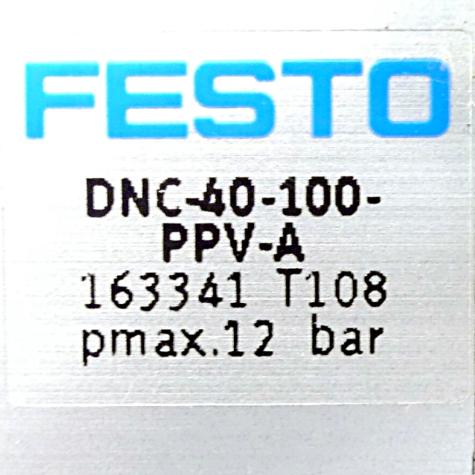 FESTO
DNC-40-100-
PPV-A
163341 T108
pmax.12 bar